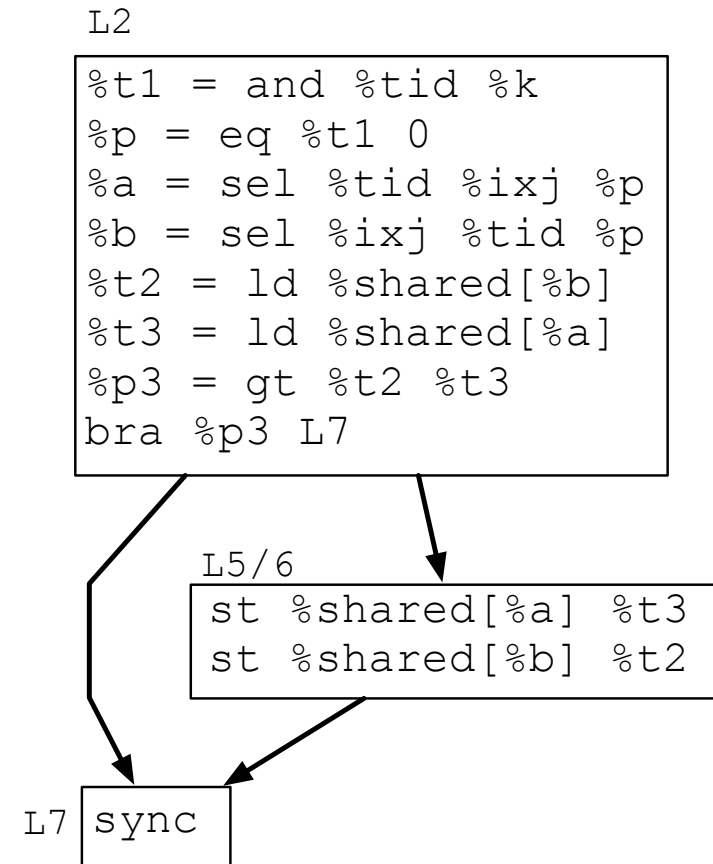 L2
%t1 = and %tid %k
%p = eq %t1 0
%a = sel %tid %ixj %p
%b = sel %ixj %tid %p
%t2 = ld %shared[%b]
%t3 = ld %shared[%a]
%p3 = gt %t2 %t3
bra %p3 L7
L5/6
st %shared[%a] %t3
st %shared[%b] %t2
L7 sync